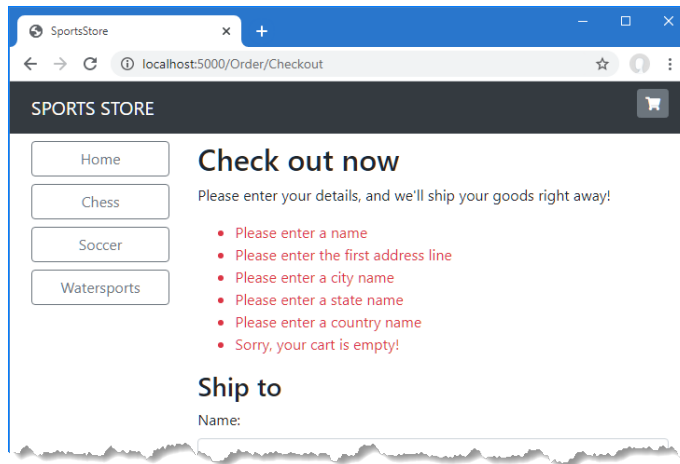 SportsStore
localhost:5000/Order/Checkout
SPORTS STORE
Home
Chess
Soccer
Watersports
Check out now
Please enter your details, and we'll ship your goods right away!
Please enter a name
Please enter the first address line
Please enter a city name
Please enter a state name
Please enter a country name
Sorry, your cart is empty!
Ship to
Name: